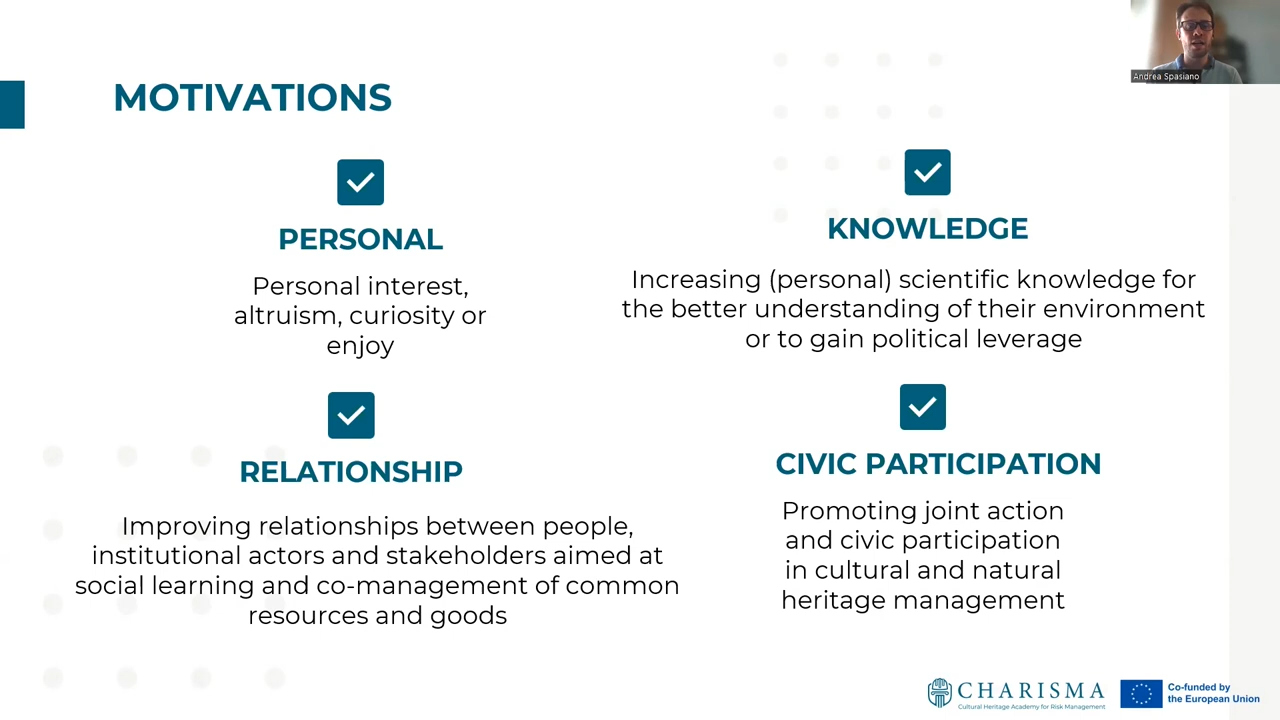 Andrea Spasiano
MOTIVATIONS
PERSONAL
Personal interest,
altruism, curiosity or
enjoy
KNOWLEDGE
Increasing (personal) scientific knowledge for
the better understanding of their environment
or to gain political leverage
RELATIONSHIP
Improving relationships between people,
institutional actors and stakeholders aimed at
social learning and co-management of common
resources and goods
CIVIC PARTICIPATION
Promoting joint action
and civic participation
in cultural and natural
heritage management
CHARISMA
Cultural Heritage Academy for Risk Management
Co-funded by
the European Union